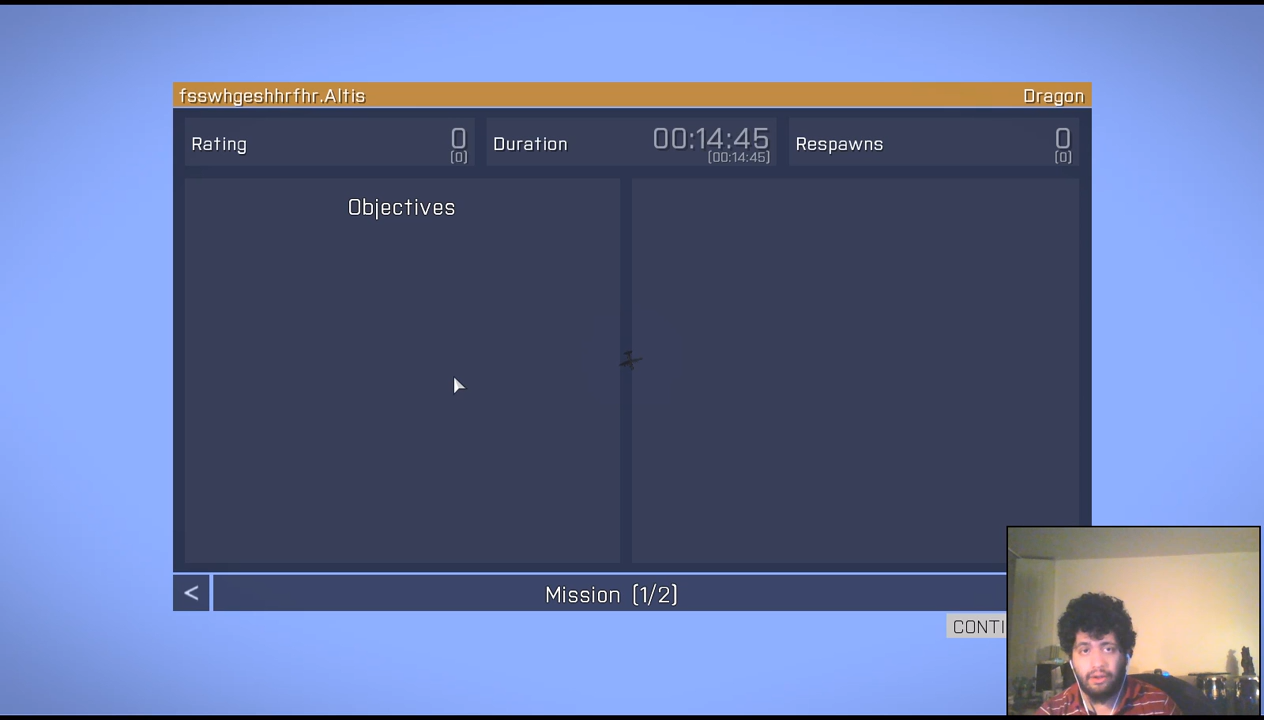 fsswhgeshhrfhr.Altis Dragon
Rating 0 Duration 00:14:45 Respawns 0
(0) [00:14:45] (0)
Objectives
< Mission (1/2)
CONTI